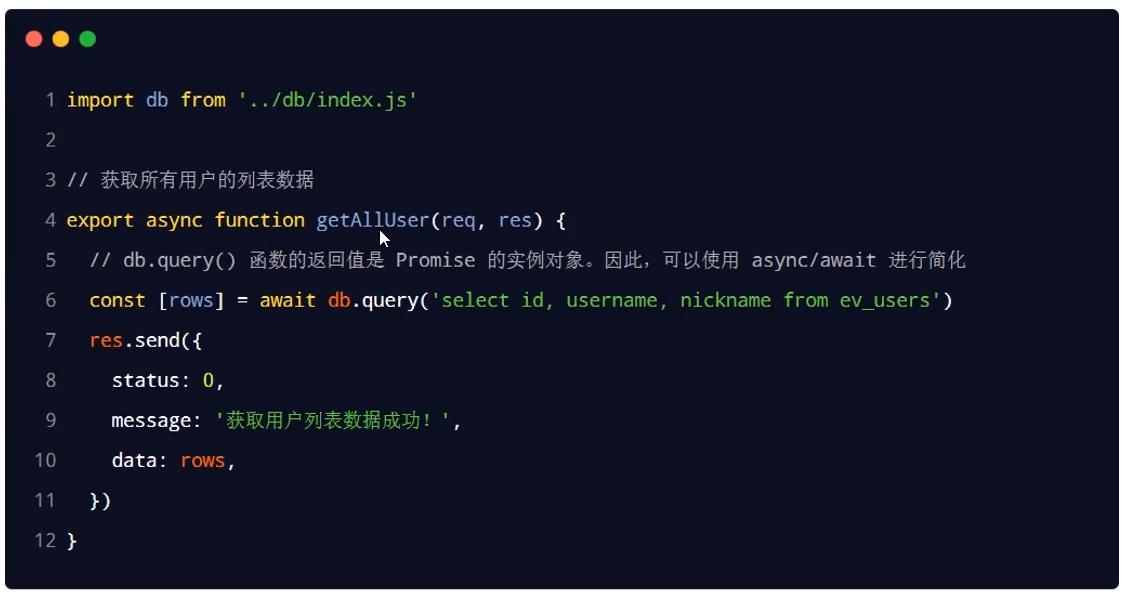 1 import db from '../db/index.js'
2
3 // 获取所有用户的列表数据
4 export async function getAllUser(req, res) {
5   // db.query() 函数的返回值是 Promise 的实例对象。因此，可以使用 async/await 进行简化
6   const [rows] = await db.query('select id, username, nickname from ev_users')
7   res.send({
8     status: 0,
9     message: '获取用户列表数据成功！',
10     data: rows,
11   })
12 }